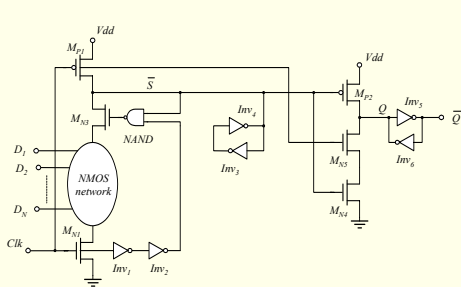 Vdd
M_P1
Vdd
S̅
M_P2
M_N3
NAND
Inv_4
Inv_3
Q
Inv_5
Q̅
Inv_6
D_1
D_2
D_N
NMOS
network
M_N5
M_N4
M_N1
Clk
Inv_1
Inv_2